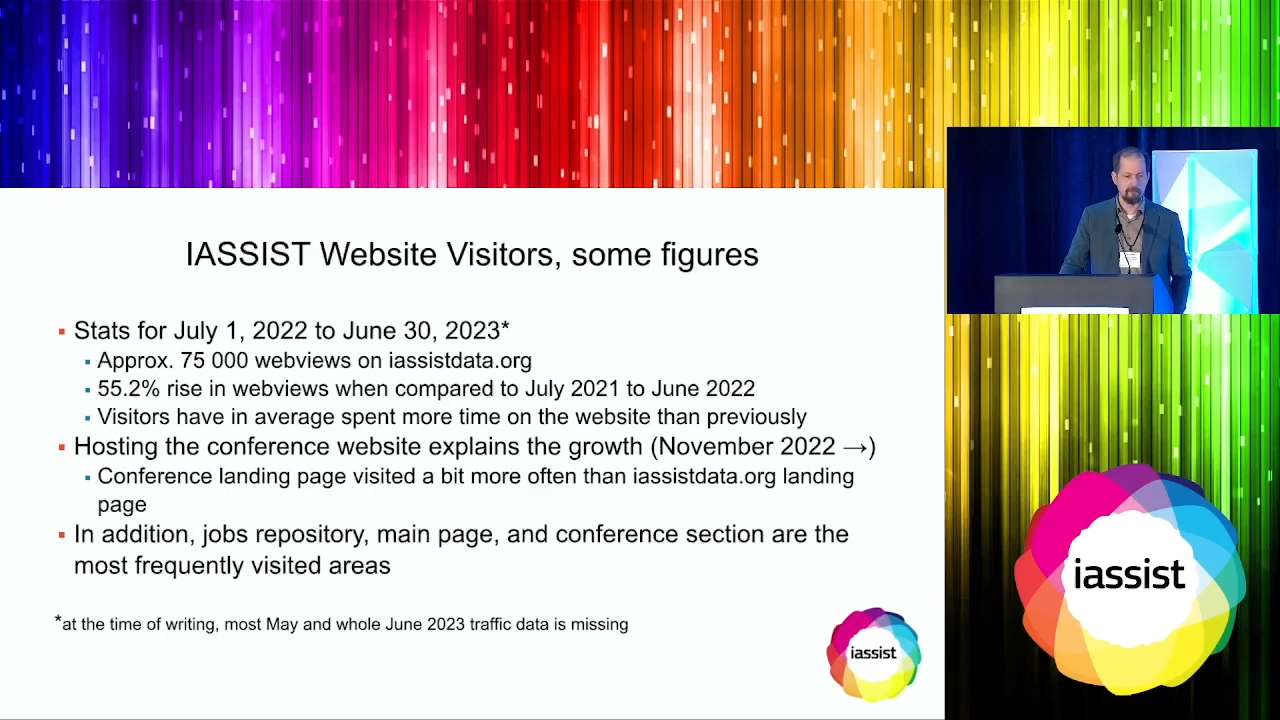 IASSIST Website Visitors, some figures
Stats for July 1, 2022 to June 30, 2023*
Approx. 75 000 webviews on iassistdata.org
55.2% rise in webviews when compared to July 2021 to June 2022
Visitors have in average spent more time on the website than previously
Hosting the conference website explains the growth (November 2022 →)
Conference landing page visited a bit more often than iassistdata.org landing
page
In addition, jobs repository, main page, and conference section are the
most frequently visited areas
*at the time of writing, most May and whole June 2023 traffic data is missing
iassist
iassist